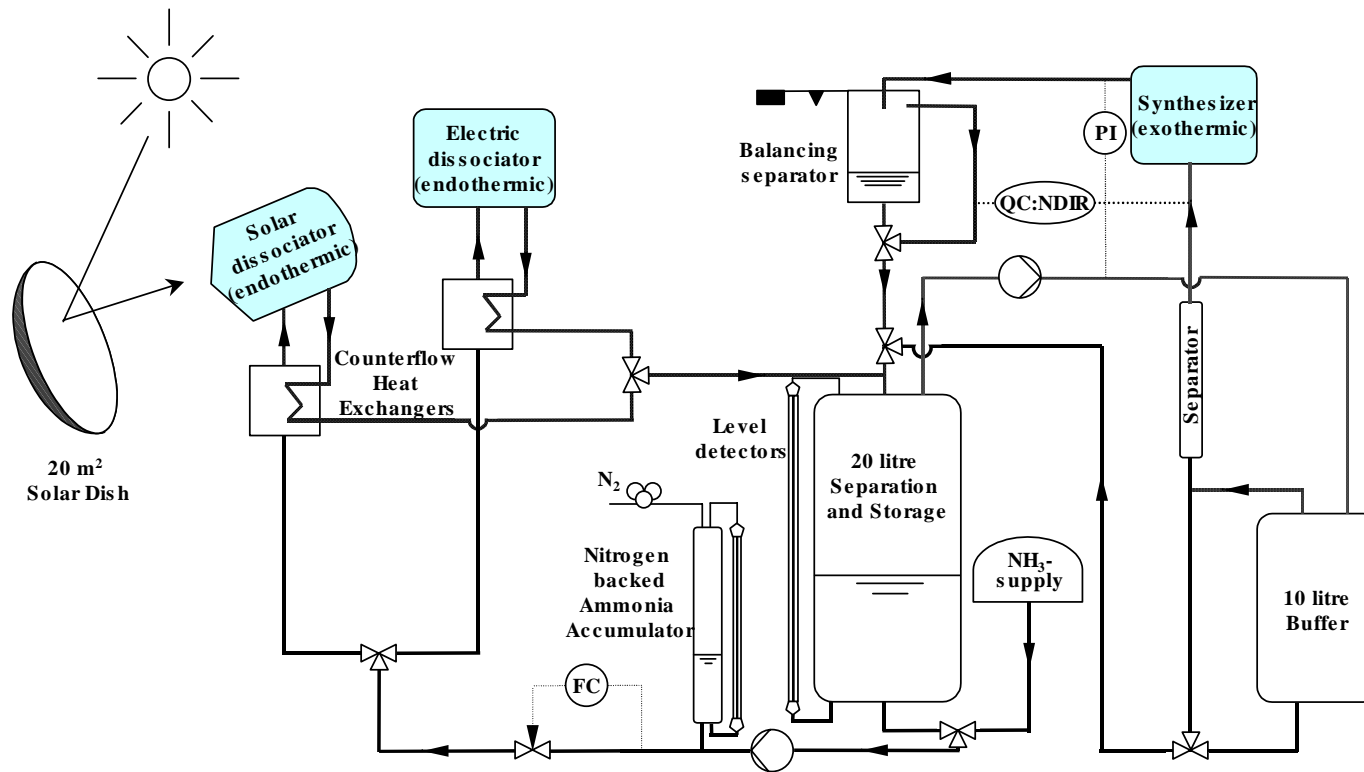 Electric
dissociator
(endothermic)
Solar
dissociator
(endothermic)
Counterflow
Heat
Exchangers
20 m²
Solar Dish
Balancing
separator
Synthesizer
(exothermic)
PI
QC:NDIR
Separator
Level
detectors
20 litre
Separation
and Storage
N₂
Nitrogen
backed
Ammonia
Accumulator
NH₃-
supply
10 litre
Buffer
FC